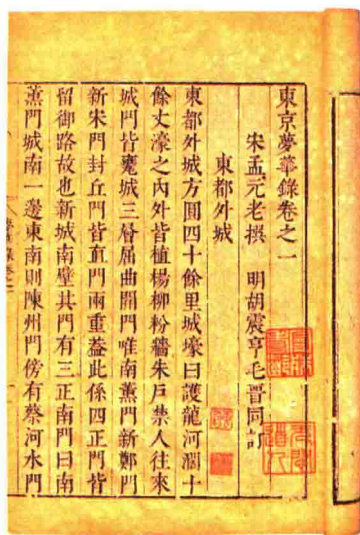 東京夢華錄卷之一
宋孟元老撰 明胡震亨毛晉同訂
東都外城
東都外城方圓四十餘里城壕曰護龍河濶十
餘丈濠之內外皆植楊柳粉牆朱戶禁人往來
城門皆甕城三層屈曲開門唯南薰門新鄭門
新宋門封丘門皆直門兩重葢此係四正門皆
留御路故也新城南壁其門有三正南門曰南
薰門城南一邊東南則陳州門傍有蔡河水門